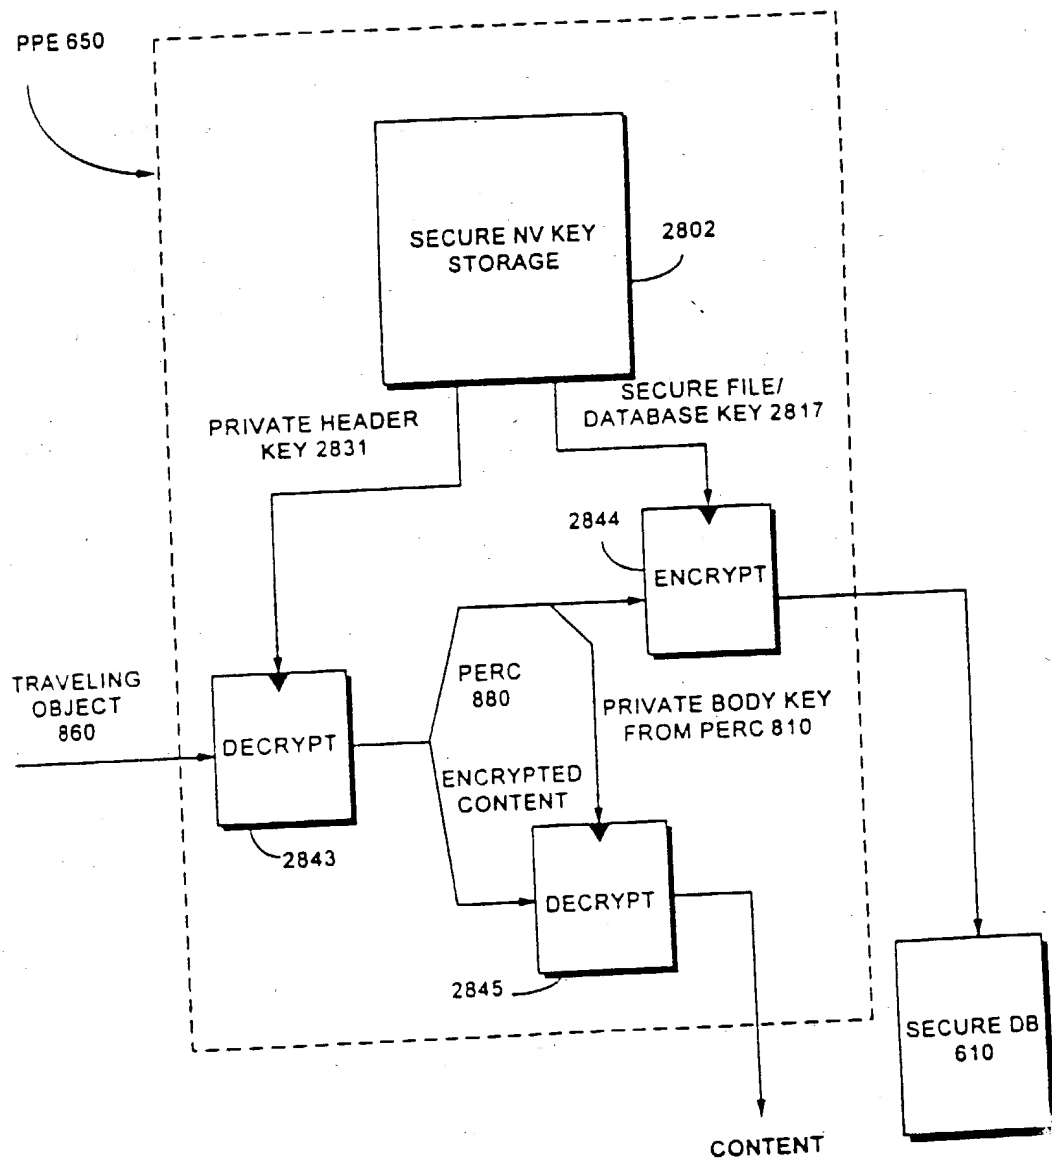 PPE 650
SECURE NV KEY
STORAGE
2802
PRIVATE HEADER
KEY 2831
SECURE FILE/
DATABASE KEY 2817
2844
ENCRYPT
TRAVELING
OBJECT
860
DECRYPT
2843
PERC
880
PRIVATE BODY KEY
FROM PERC 810
ENCRYPTED
CONTENT
DECRYPT
2845
SECURE DB
610
CONTENT